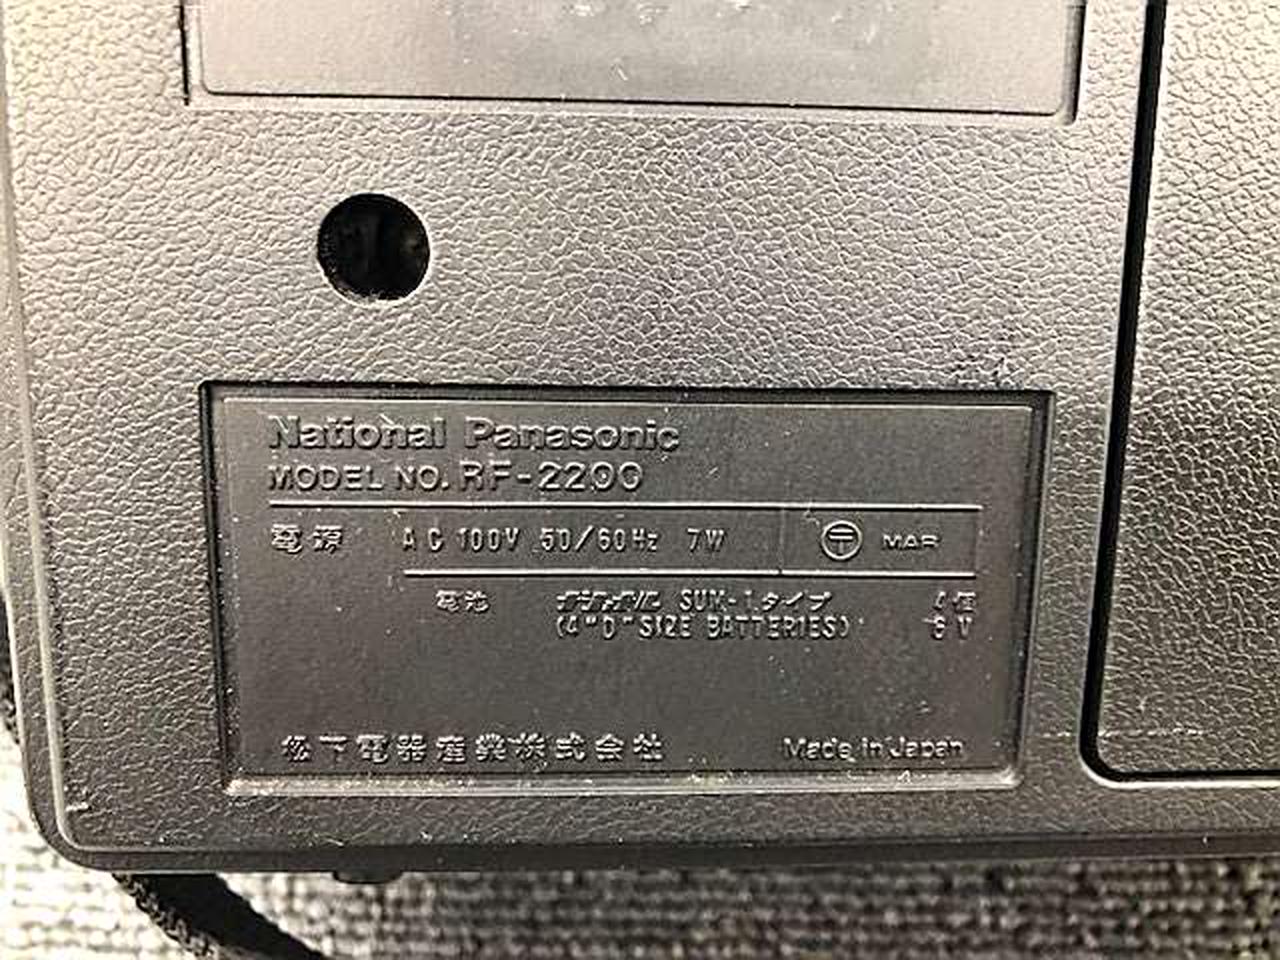 National Panasonic
MODEL NO. RF-2200
電源 AC 100V 50/60Hz 7W 〒 MAR
電池 SUM-1タイプ 4個
(4"D"SIZE BATTERIES) 6V
松下電器産業株式会社 Made in Japan